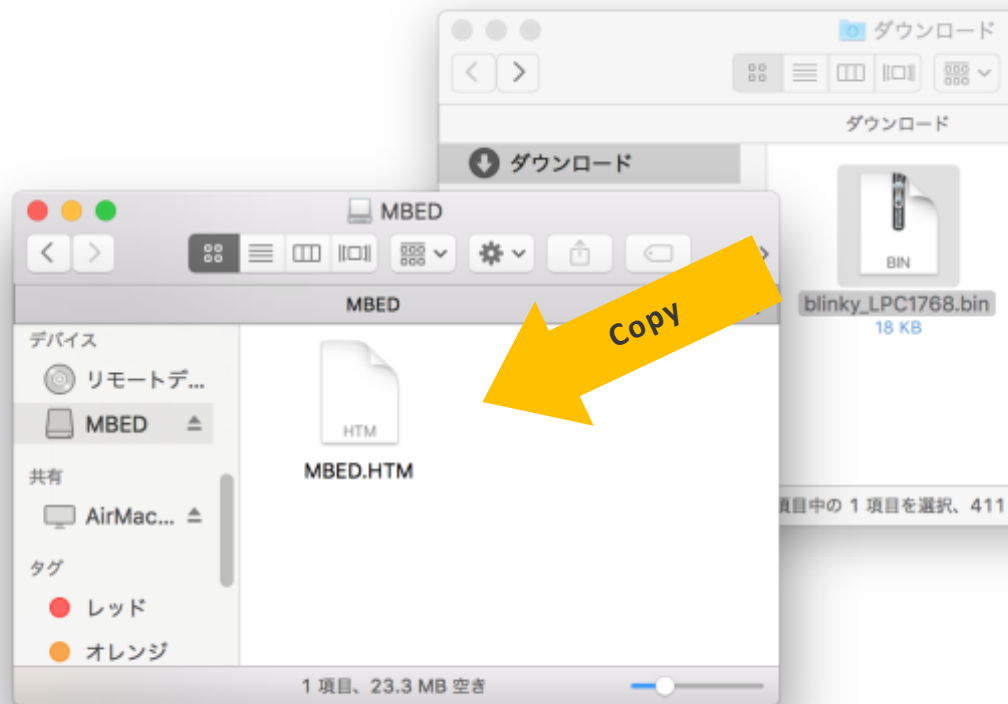 ダウンロード
ダウンロード
ダウンロード
BIN
blinky_LPC1768.bin
18 KB
項目中の 1 項目を選択、411
MBED
MBED
Copy
デバイス
リモートデ...
MBED
共有
AirMac...
タグ
レッド
オレンジ
HTM
MBED.HTM
1 項目、23.3 MB 空き